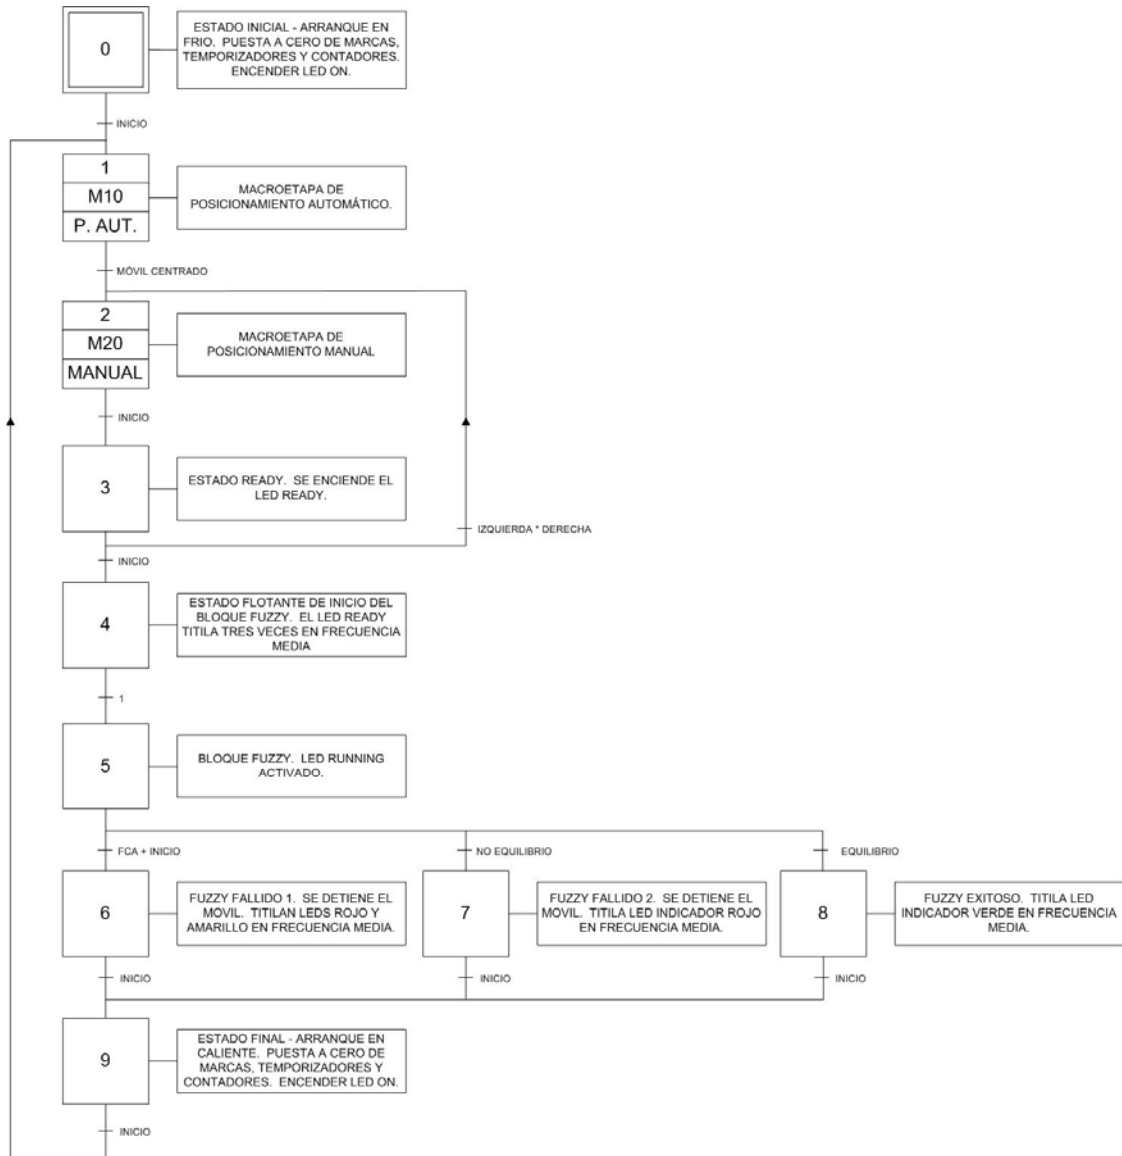 0
ESTADO INICIAL - ARRANQUE EN
FRIO. PUESTA A CERO DE MARCAS,
TEMPORIZADORES Y CONTADORES.
ENCENDER LED ON.
INICIO
1
M10
P. AUT.
MACROETAPA DE
POSICIONAMIENTO AUTOMÁTICO.
MÓVIL CENTRADO
2
M20
MANUAL
MACROETAPA DE
POSICIONAMIENTO MANUAL
INICIO
3
ESTADO READY. SE ENCIENDE EL
LED READY.
IZQUIERDA * DERECHA
INICIO
4
ESTADO FLOTANTE DE INICIO DEL
BLOQUE FUZZY. EL LED READY
TITILA TRES VECES EN FRECUENCIA
MEDIA
1
5
BLOQUE FUZZY. LED RUNNING
ACTIVADO.
FCA + INICIO
NO EQUILIBRIO
EQUILIBRIO
6
FUZZY FALLIDO 1. SE DETIENE EL
MOVIL. TITILAN LEDS ROJO Y
AMARILLO EN FRECUENCIA MEDIA.
7
FUZZY FALLIDO 2. SE DETIENE EL
MOVIL. TITILA LED INDICADOR ROJO
EN FRECUENCIA MEDIA.
8
FUZZY EXITOSO. TITILA LED
INDICADOR VERDE EN FRECUENCIA
MEDIA.
INICIO
INICIO
INICIO
9
ESTADO FINAL - ARRANQUE EN
CALIENTE. PUESTA A CERO DE
MARCAS, TEMPORIZADORES Y
CONTADORES. ENCENDER LED ON.
INICIO